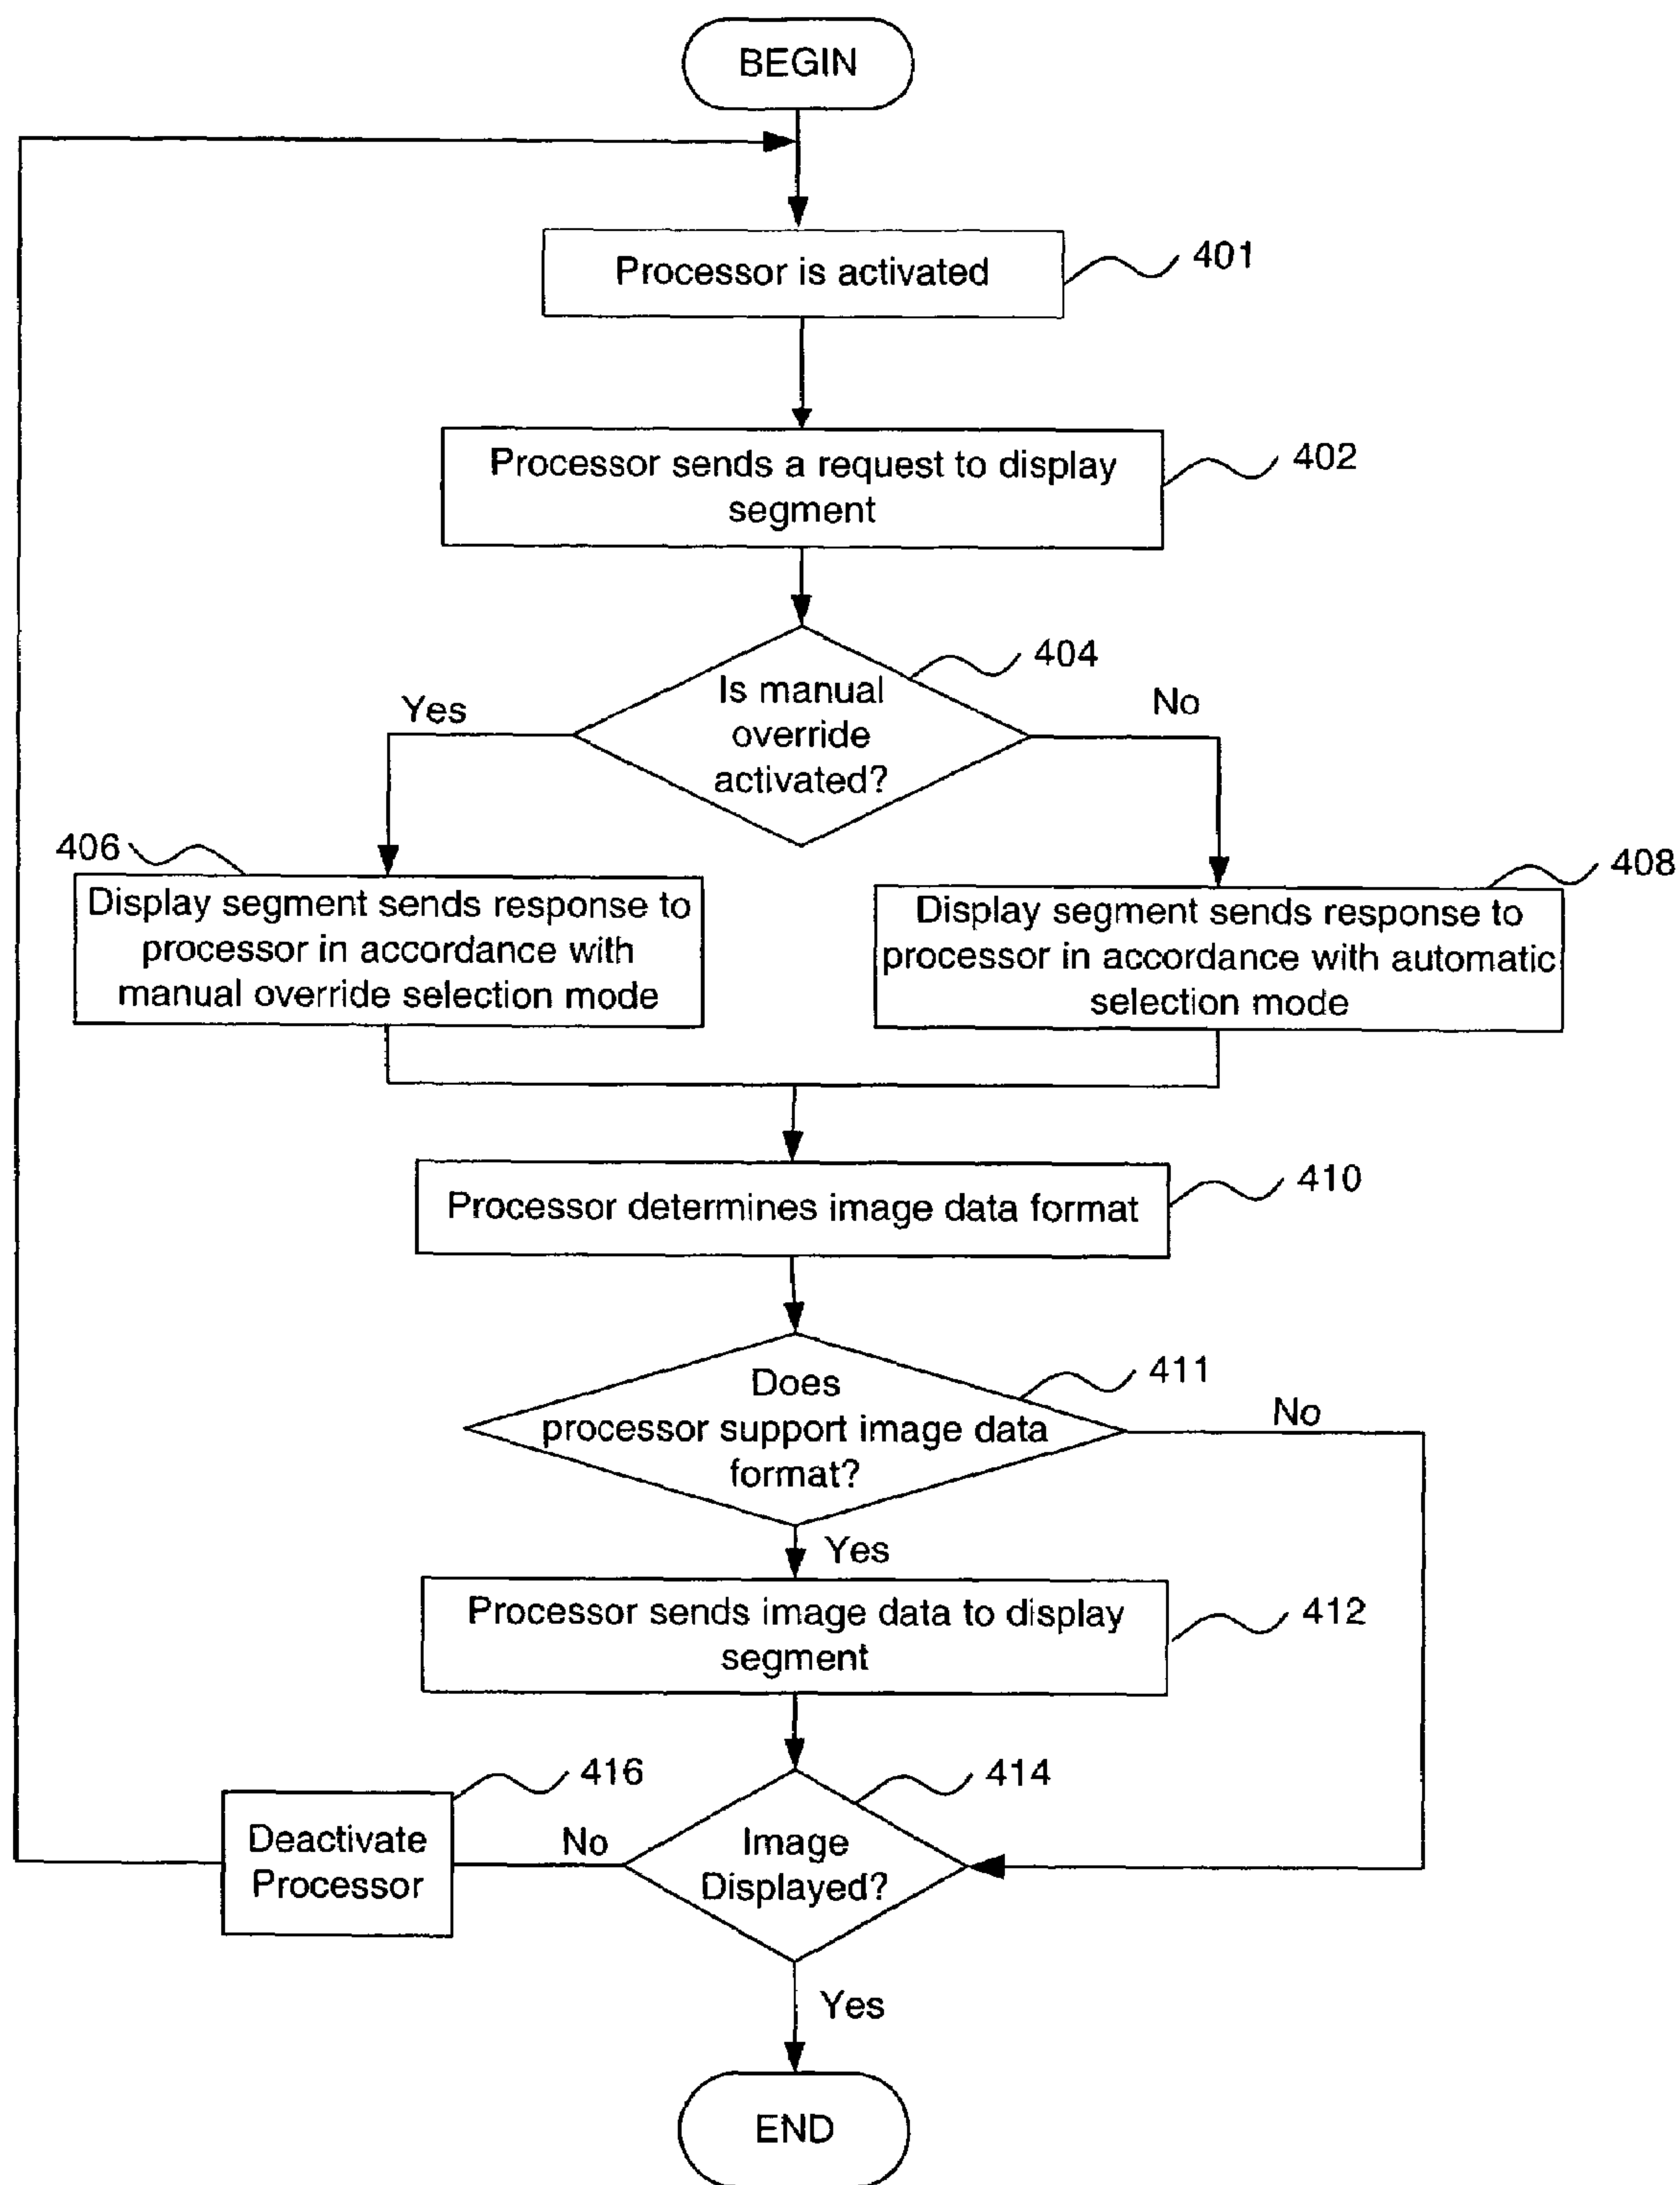 BEGIN
Processor is activated
401
Processor sends a request to display
segment
402
404
Is manual
override
activated?
Yes
No
406
Display segment sends response to
processor in accordance with
manual override selection mode
408
Display segment sends response to
processor in accordance with automatic
selection mode
Processor determines image data format
410
411
Does
processor support image data
format?
No
Yes
Processor sends image data to display
segment
412
416
Deactivate
Processor
No
414
Image
Displayed?
Yes
END